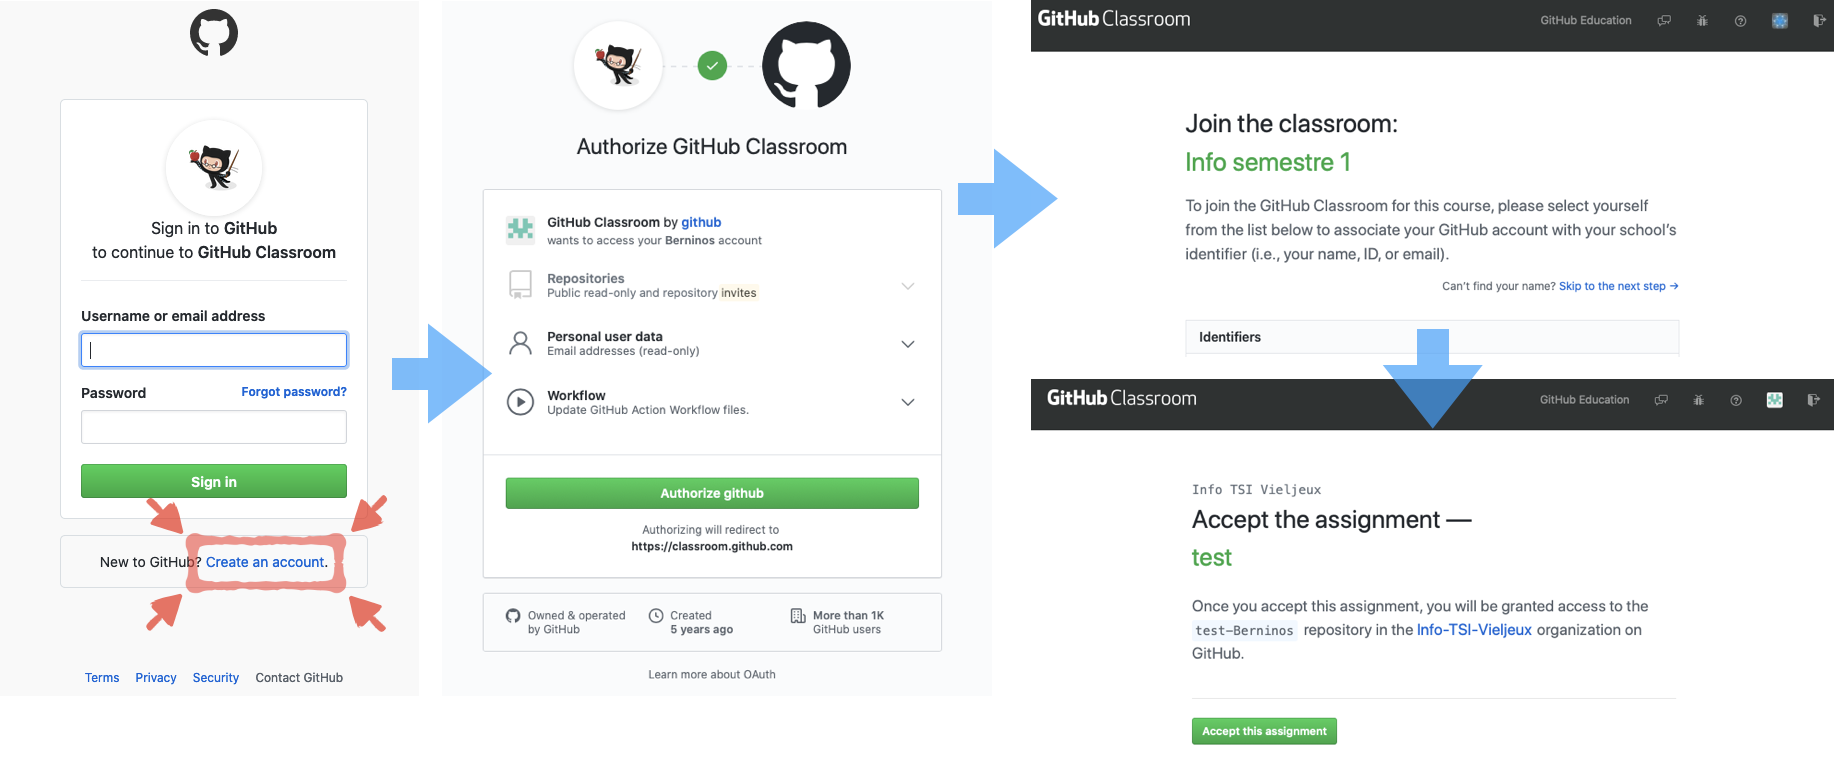 Sign in to GitHub
to continue to GitHub Classroom
Username or email address
Password Forgot password?
Sign in
New to GitHub? Create an account.
Terms Privacy Security Contact GitHub
Authorize GitHub Classroom
GitHub Classroom by github
wants to access your Berninos account
Repositories
Public read-only and repository invites
Personal user data
Email addresses (read-only)
Workflow
Update GitHub Action Workflow files.
Authorize github
Authorizing will redirect to
https://classroom.github.com
Owned & operated
by GitHub
Created
5 years ago
More than 1K
GitHub users
Learn more about OAuth
GitHub Classroom GitHub Education
Join the classroom:
Info semestre 1
To join the GitHub Classroom for this course, please select yourself
from the list below to associate your GitHub account with your school's
identifier (i.e., your name, ID, or email).
Can't find your name? Skip to the next step →
Identifiers
GitHub Classroom GitHub Education
Info TSI Vieljeux
Accept the assignment —
test
Once you accept this assignment, you will be granted access to the
test-Berninos repository in the Info-TSI-Vieljeux organization on
GitHub.
Accept this assignment